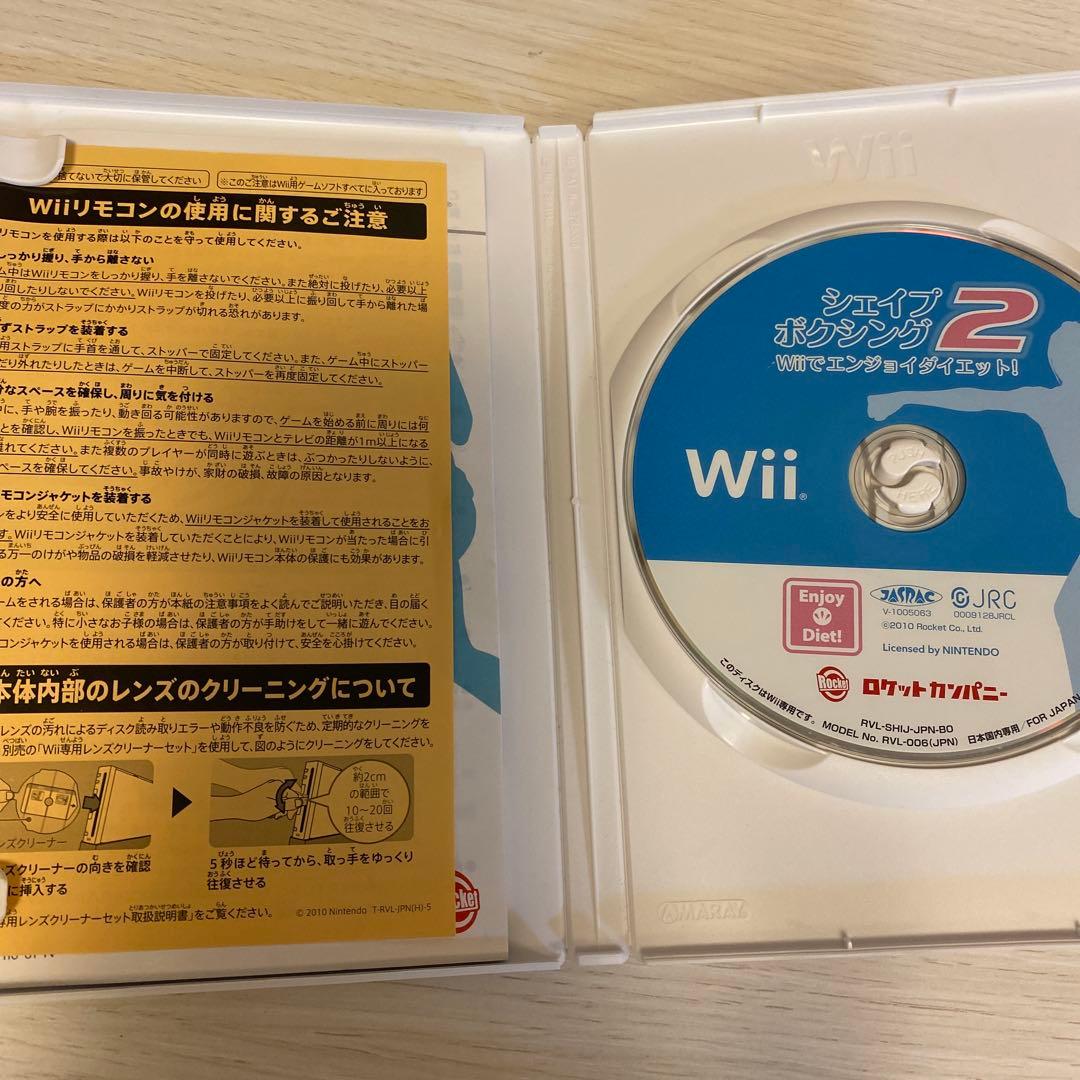 捨てないで大切に保管してください
※このご注意はWii用ゲームソフトすべてに入っております
Wiiリモコンの使用に関するご注意
リモコンを使用する際は以下のことを守って使用してください。
しっかり握り、手から離さない
ム中はWiiリモコンをしっかり握り、手を離さないでください。また絶対に投げたり、必要以上
り回したりしないでください。Wiiリモコンを投げたり、必要以上に振り回して手から離れた場
度の力がストラップにかかりストラップが切れる恐れがあります。
ずストラップを装着する
用ストラップに手首を通して、ストッパーで固定してください。また、ゲーム中にストッパー
だり外れたりしたときは、ゲームを中断して、ストッパーを再度固定してください。
分なスペースを確保し、周りに気を付ける
中に、手や腕を振ったり、動き回る可能性がありますので、ゲームを始める前に周りには何
とを確認し、Wiiリモコンを振ったときでも、Wiiリモコンとテレビの距離が1m以上になる
離れてください。また複数のプレイヤーが同時に遊ぶときは、ぶつかったりしないように、
ペースを確保してください。事故やけが、家財の破損、故障の原因となります。
モコンジャケットを装着する
ンをより安全に使用していただくため、Wiiリモコンジャケットを装着して使用されることをお
す。Wiiリモコンジャケットを装着していただくことにより、Wiiリモコンが当たった場合に引
る万一のけがや物品の破損を軽減させたり、Wiiリモコン本体の保護にも効果があります。
の方へ
ームをされる場合は、保護者の方が本紙の注意事項をよく読んでご説明いただき、目の届く
てください。特に小さなお子様の場合は、保護者の方が手助けをして一緒に遊んでください。
コンジャケットを使用される場合は、保護者の方が取り付けて、安全を心掛けてください。
本体内部のレンズのクリーニングについて
レンズの汚れによるディスク読み取りエラーや動作不良を防ぐため、定期的なクリーニングを
別売の「Wii専用レンズクリーナーセット」を使用して、図のようにクリーニングをしてください。
ンズクリーナー
約2cm
の範囲で
10～20回
往復させる
ズクリーナーの向きを確認
に挿入する
5秒ほど待ってから、取っ手をゆっくり
往復させる
専用レンズクリーナーセット取扱説明書」をご覧ください。
© 2010 Nintendo T-RVL-JPN(H)-5
Rocket
Wii
シェイプ
ボクシング2
Wiiでエンジョイダイエット!
Wii®
PUSH
HERE
Enjoy
Diet!
JASPAC
V-1005063
JRC
0009128JRCL
©2010 Rocket Co., Ltd.
Licensed by NINTENDO
Rocket
ロケットカンパニー
このディスクはWii専用です。
RVL-SHIJ-JPN-B0
MODEL No. RVL-006(JPN)
日本国内専用/FOR JAPAN
AMARAY